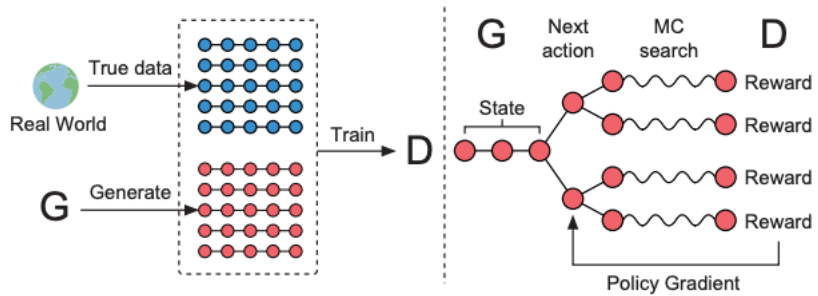 True data
Real World
G
Generate
Train
D
G
Next
action
MC
search
D
State
Reward
Reward
Reward
Reward
Policy Gradient